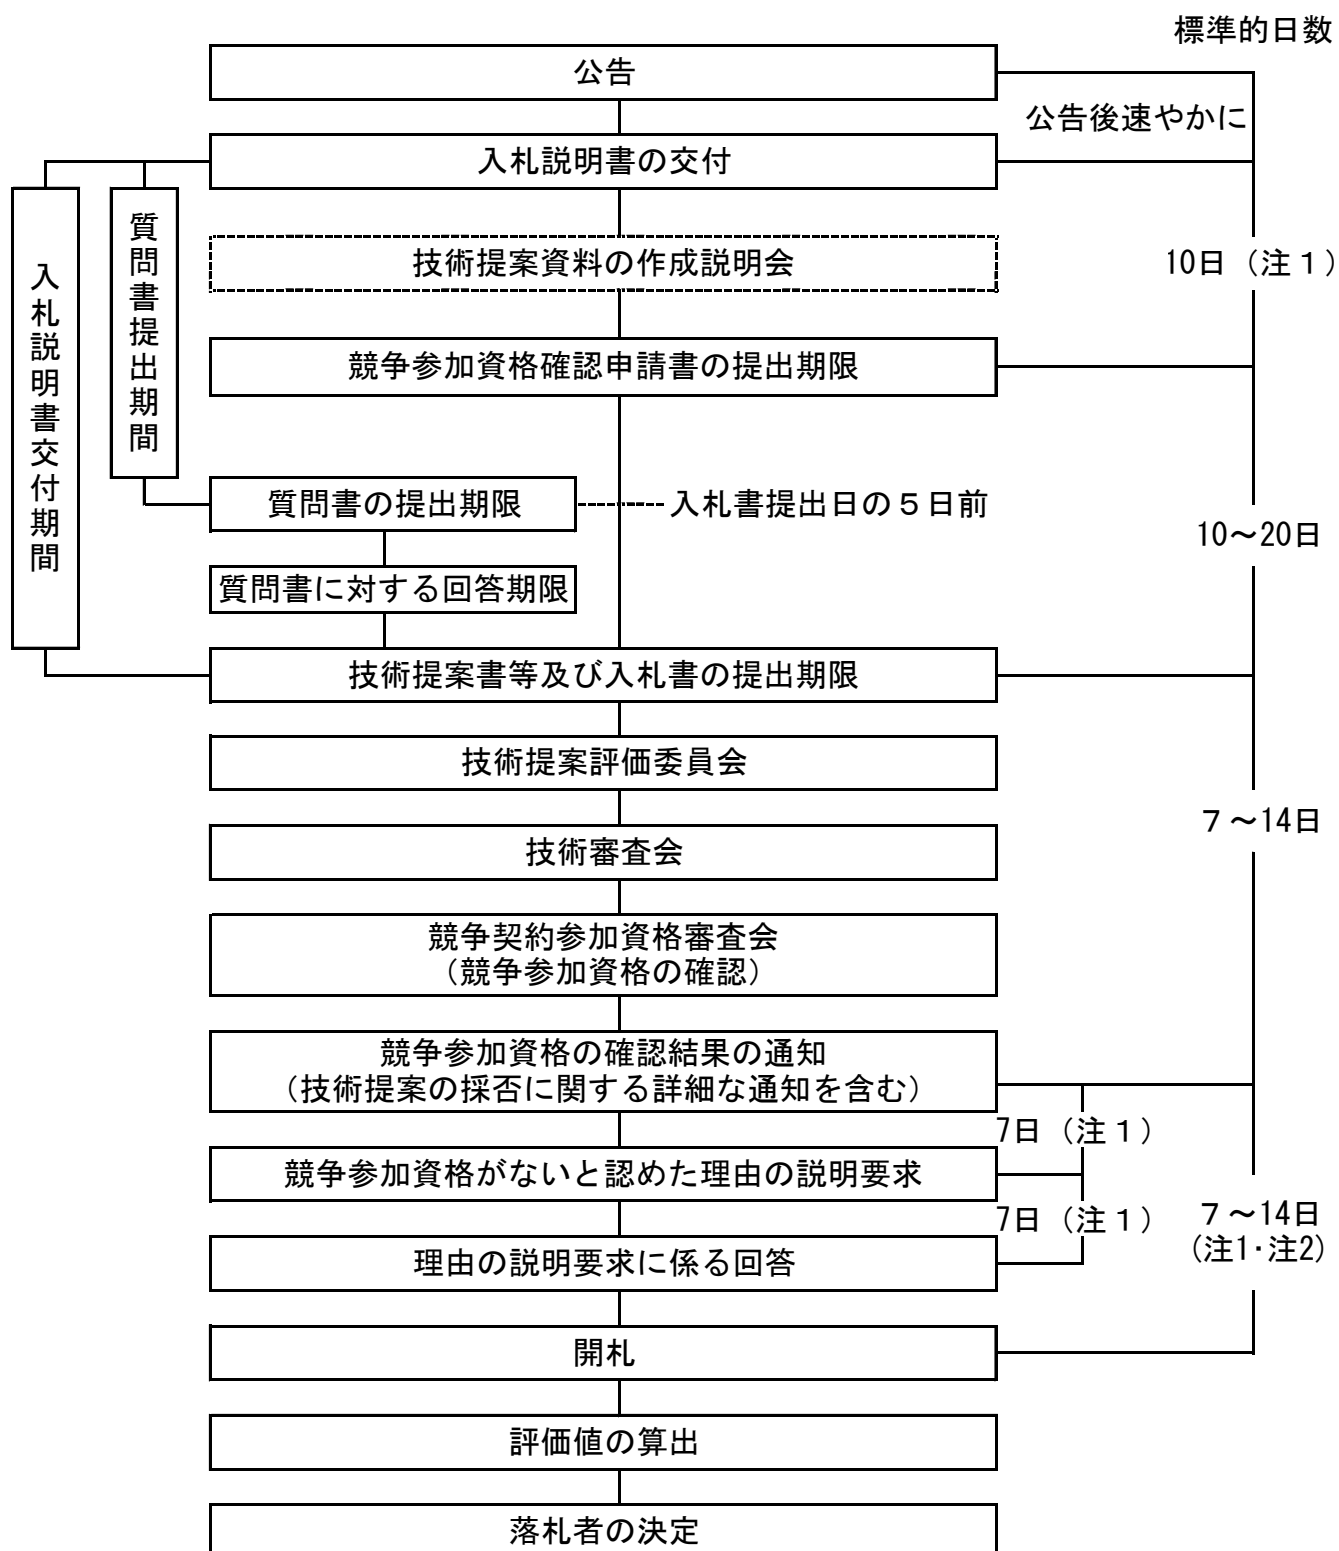 標準的日数
公告
公告後速やかに
入札説明書の交付
入札説明書交付期間
質問書提出期間
技術提案資料の作成説明会
10日（注１）
競争参加資格確認申請書の提出期限
質問書の提出期限
入札書提出日の５日前
10～20日
質問書に対する回答期限
技術提案書等及び入札書の提出期限
技術提案評価委員会
７～14日
技術審査会
競争契約参加資格審査会
（競争参加資格の確認）
競争参加資格の確認結果の通知
（技術提案の採否に関する詳細な通知を含む）
7日（注１）
競争参加資格がないと認めた理由の説明要求
7日（注１）
７～14日
(注1･注2)
理由の説明要求に係る回答
開札
評価値の算出
落札者の決定